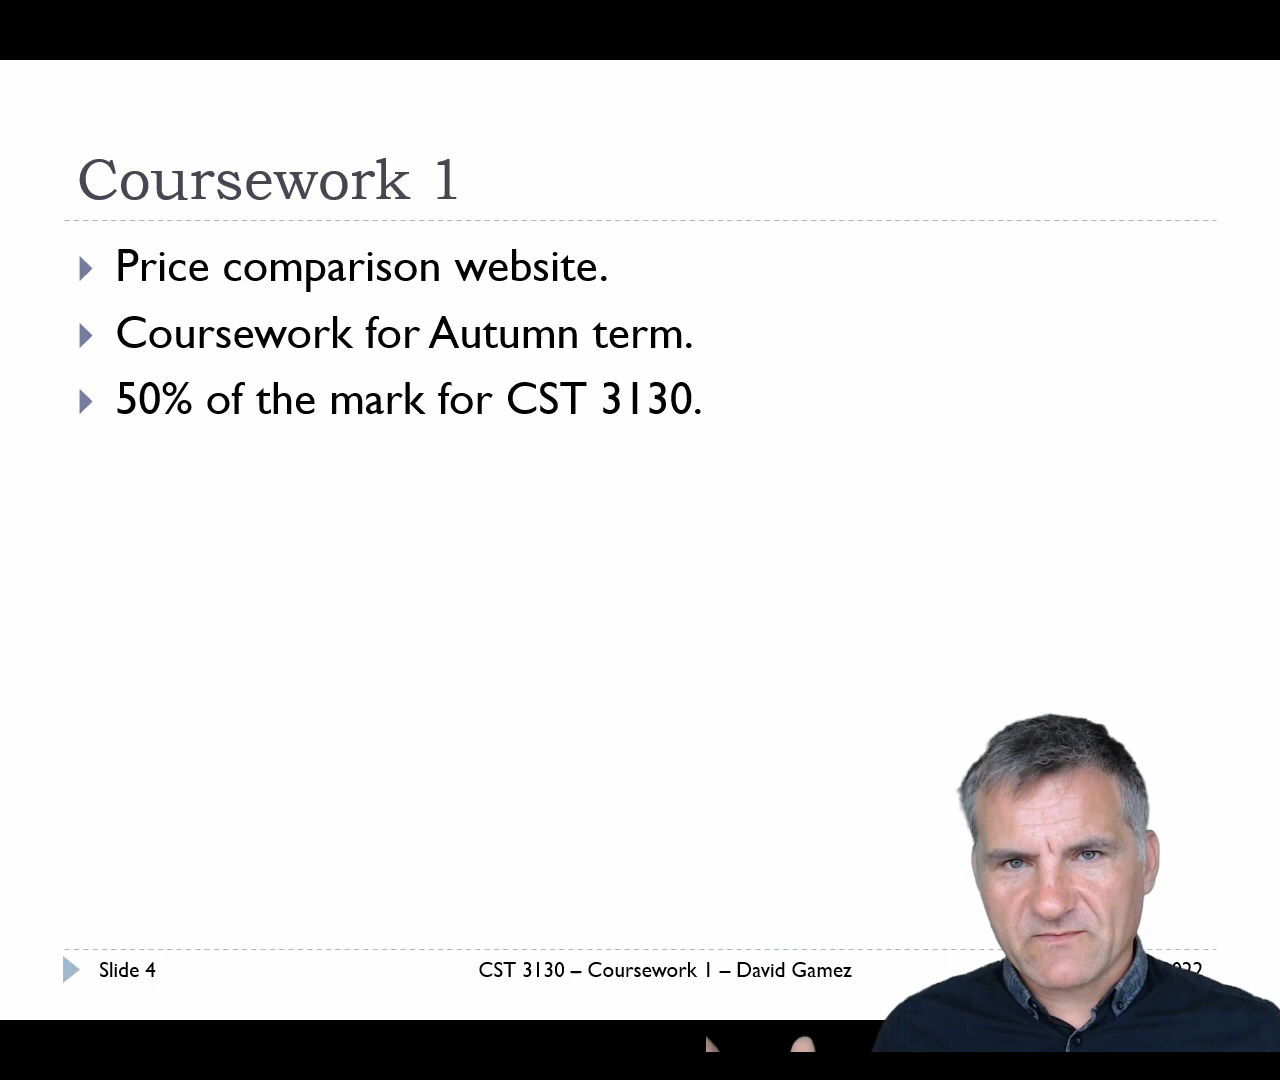 Coursework 1
Price comparison website.
Coursework for Autumn term.
50% of the mark for CST 3130.
Slide 4
CST 3130 – Coursework 1 – David Gamez